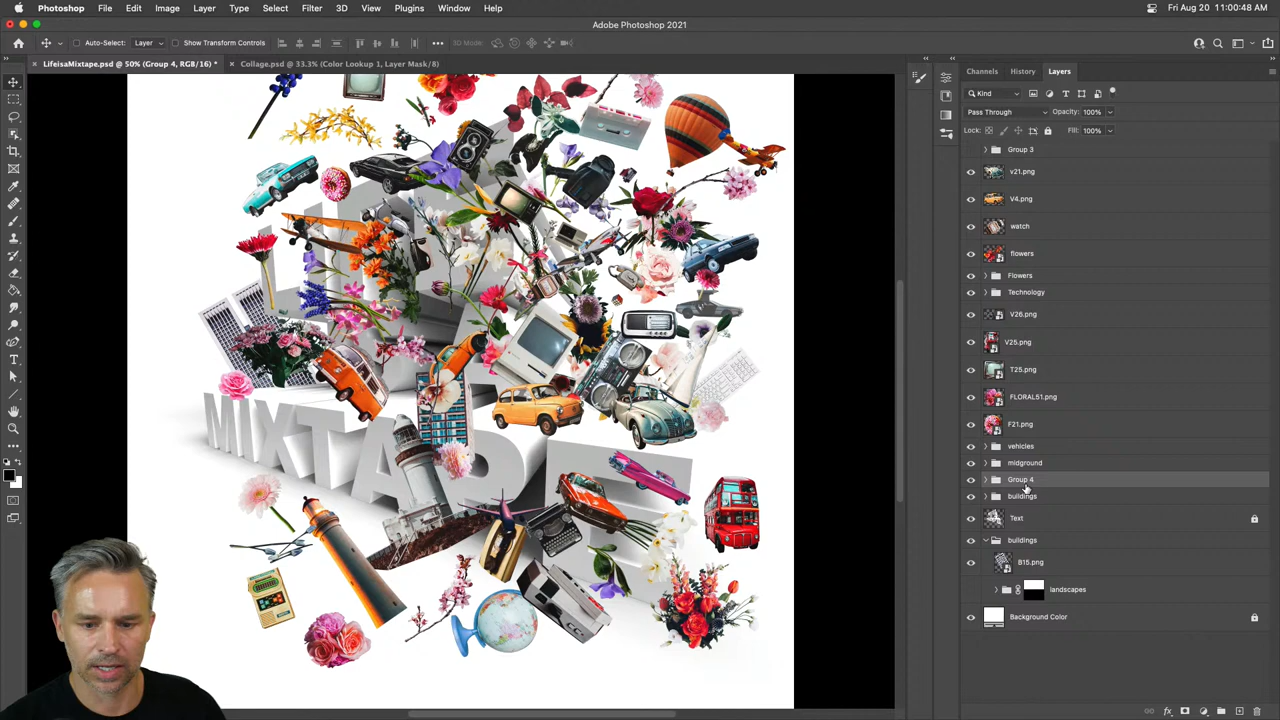 Photoshop File Edit Image Layer Type Select Filter 3D View Plugins Window Help Fri Aug 20 11:00:48 AM
Adobe Photoshop 2021
Auto-Select: Layer Show Transform Controls 3D Mode:
LifeisaMixtape.psd @ 50% (Group 4, RGB/16) * Collage.psd @ 33.3% (Color Lookup 1, Layer Mask/8)
Channels History Layers
Kind
Pass Through Opacity: 100%
Lock: Fill: 100%
Group 3
v21.png
V4.png
watch
flowers
Flowers
Technology
V26.png
V25.png
T25.png
FLORAL51.png
F21.png
vehicles
midground
Group 4
buildings
Text
buildings
B15.png
landscapes
Background Color
MIXTAPE